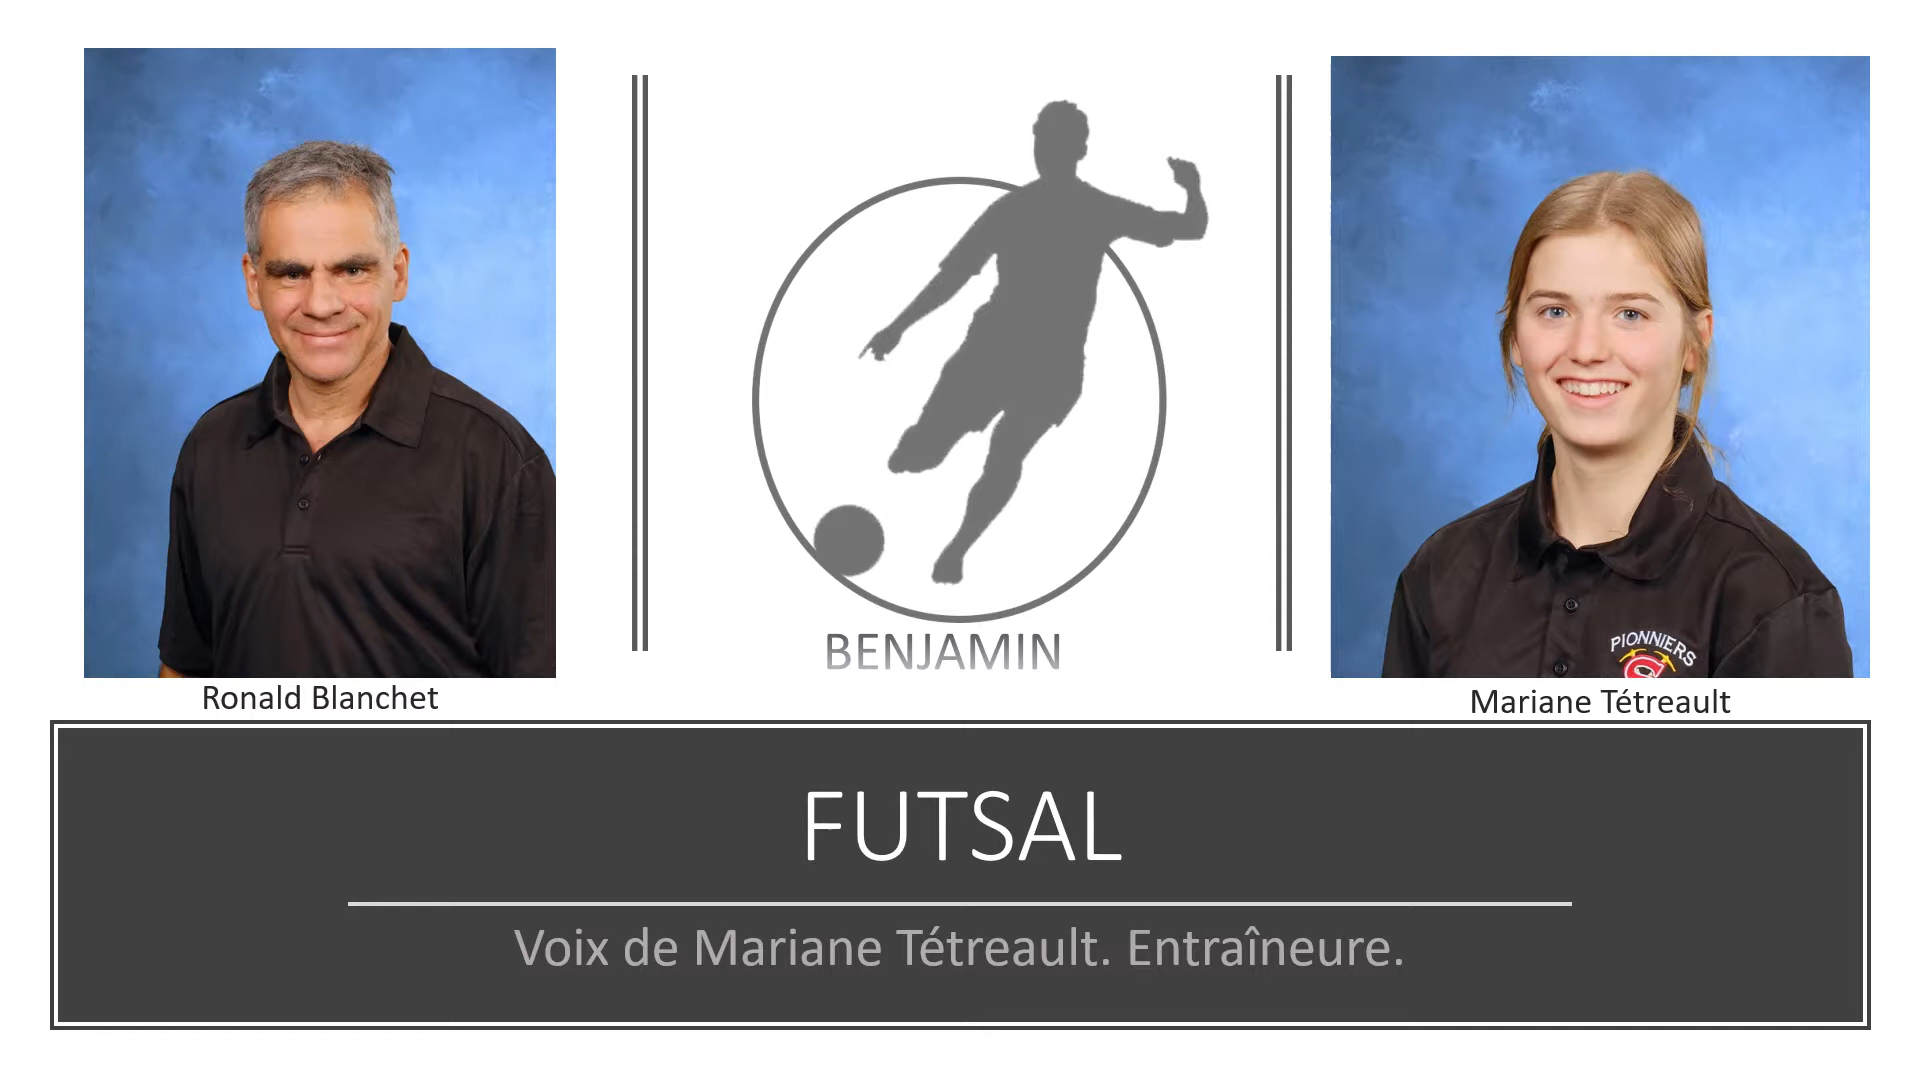 BENJAMIN
PIONNIERS
Ronald Blanchet
Mariane Tétreault
FUTSAL
Voix de Mariane Tétreault. Entraîneure.